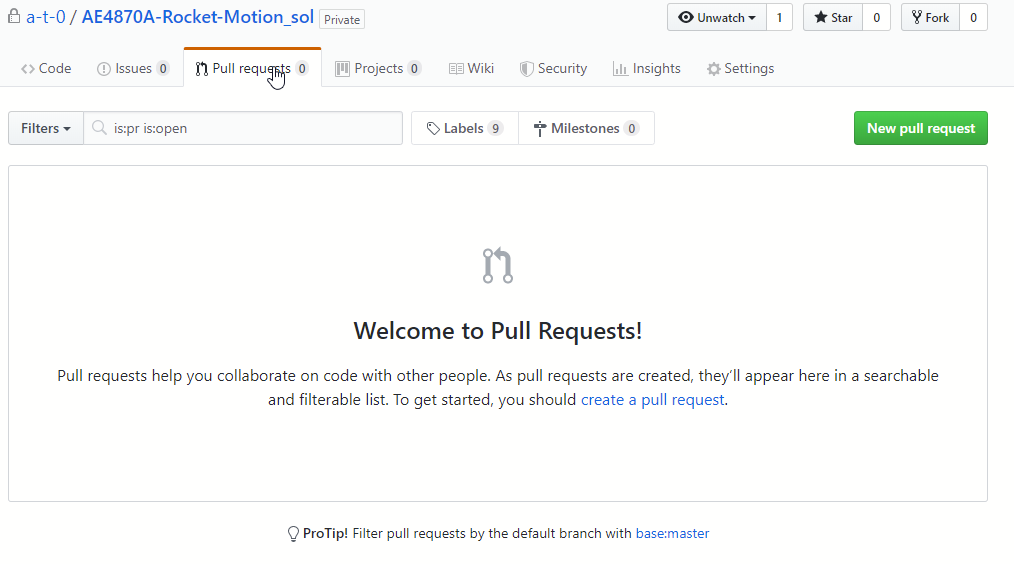 a-t-0 / AE4870A-Rocket-Motion_sol Private Unwatch 1 Star 0 Fork 0
Code Issues 0 Pull requests 0 Projects 0 Wiki Security Insights Settings
Filters is:pr is:open Labels 9 Milestones 0 New pull request
Welcome to Pull Requests!
Pull requests help you collaborate on code with other people. As pull requests are created, they'll appear here in a searchable
and filterable list. To get started, you should create a pull request.
ProTip! Filter pull requests by the default branch with base:master